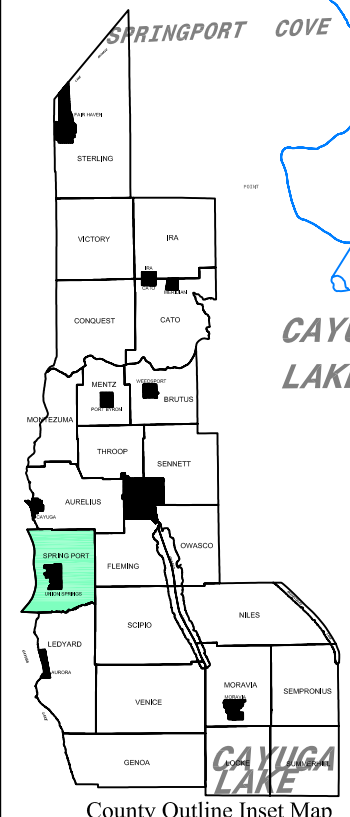 SPRINGPORT COVE
FAIR HAVEN
STERLING
POINT
VICTORY
IRA
IRA
CATO
MERIDIAN
CONQUEST
CATO
CAYU
LAKE
MENTZ
WEEDSPORT
PORT BYRON
BRUTUS
MONTEZUMA
THROOP
SENNETT
AURELIUS
CAYUGA
OWASCO
SPRING PORT
FLEMING
UNION SPRINGS
NILES
SCIPIO
LEDYARD
AURORA
MORAVIA
MORAVIA
SEMPRONIUS
VENICE
GENOA
LOCKE
SUMMERHILL
CAYUGA
LAKE
County Outline Inset Map